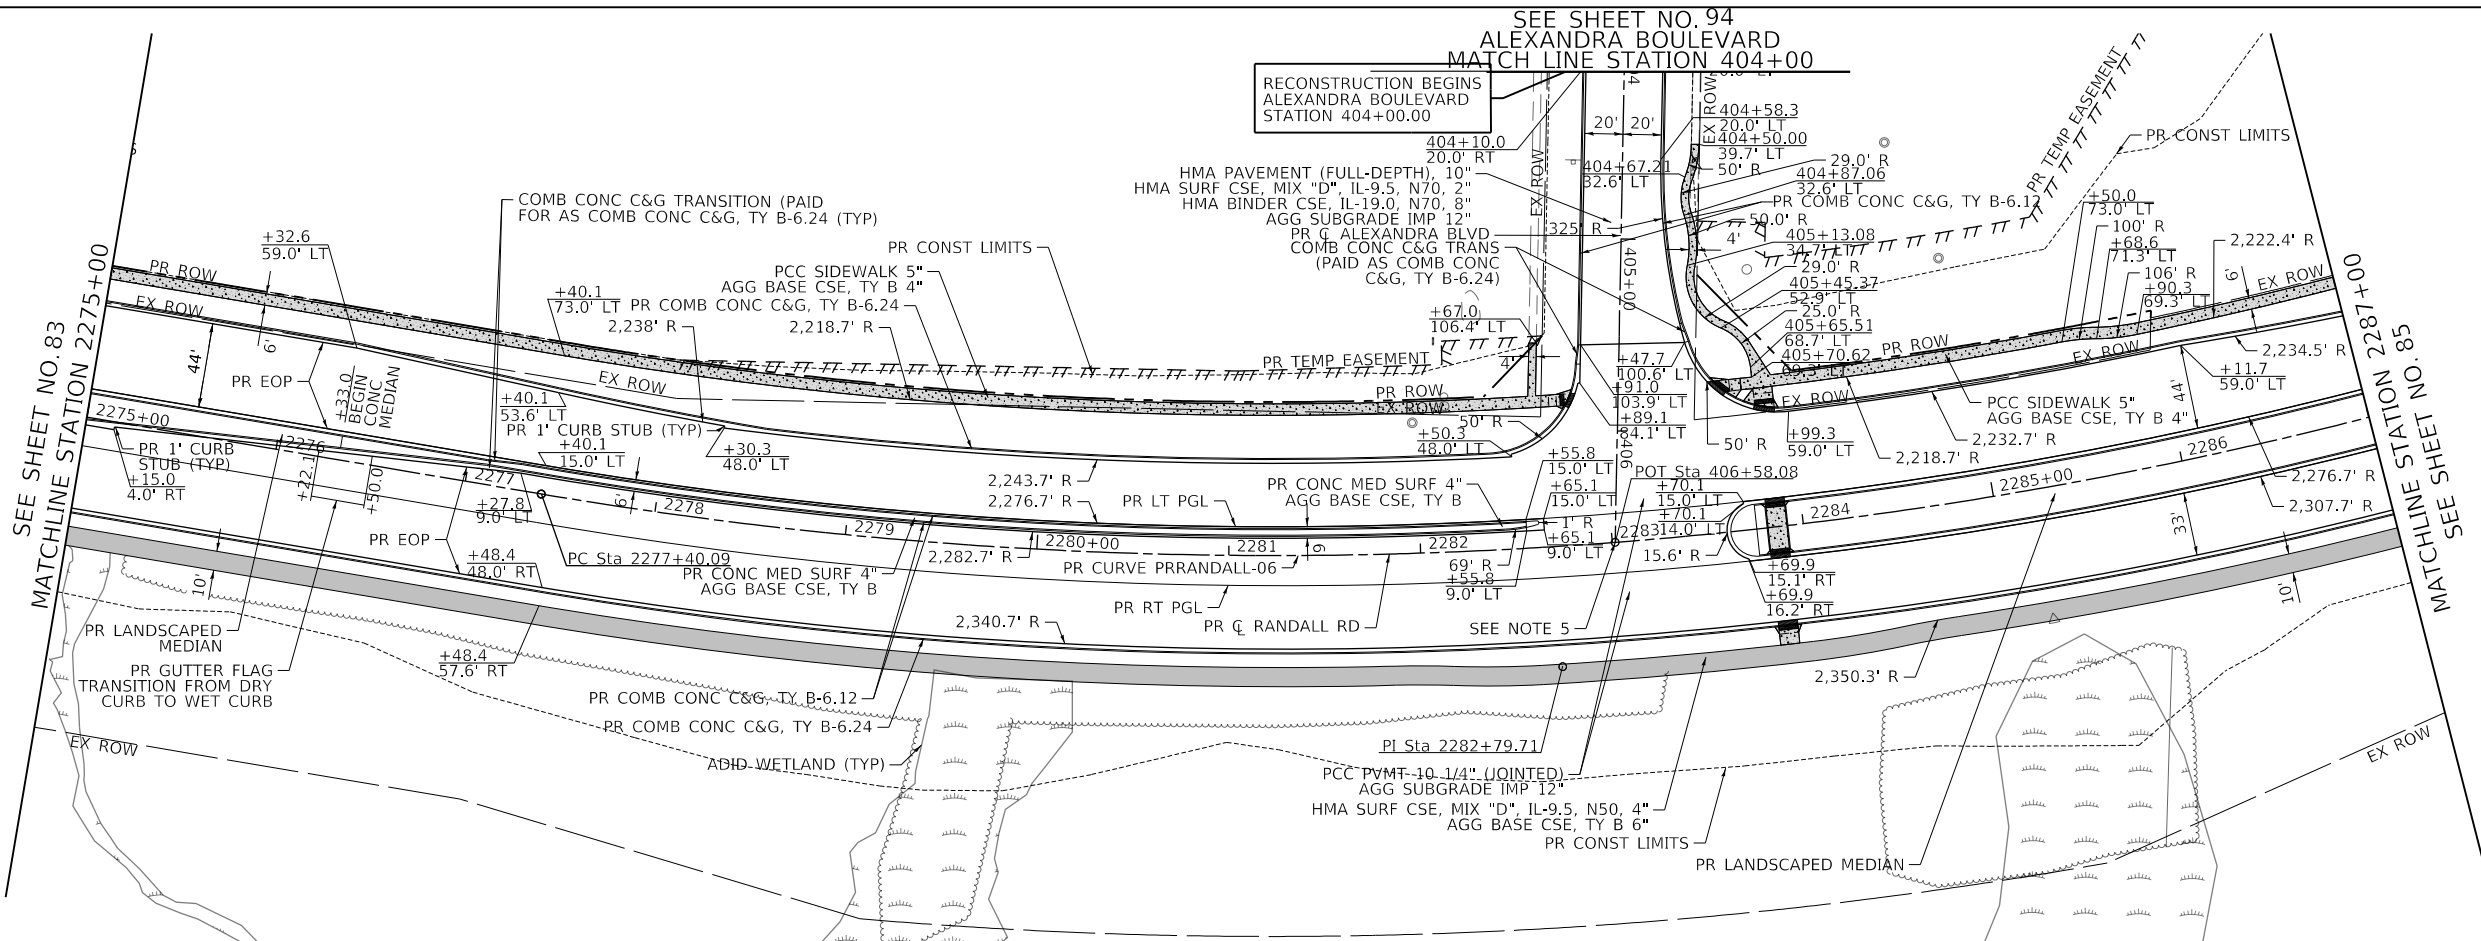 SEE SHEET NO. 94
ALEXANDRA BOULEVARD
MATCH LINE STATION 404+00
RECONSTRUCTION BEGINS
ALEXANDRA BOULEVARD
STATION 404+00.00
404+10.0
20.0' RT
20'
20'
EX ROW
EX ROW
404+58.3
20.0' LT
404+50.00
39.7' LT
50' R
404+67.21
32.6' LT
29.0' R
404+87.06
32.6' LT
PR COMB CONC C&G, TY B-6.12
50.0' R
4'
405+13.08
34.7' LT
29.0' R
405+45.37
52.9' LT
25.0' R
405+65.51
68.7' LT
405+70.62
69.3' LT
PR TEMP EASEMENT
PR CONST LIMITS
+50.0
73.0' LT
100' R
+68.6
71.3' LT
106' R
+90.3
69.3' LT
2,222.4' R
6'
EX ROW
HMA PAVEMENT (FULL-DEPTH), 10"
HMA SURF CSE, MIX "D", IL-9.5, N70, 2"
HMA BINDER CSE, IL-19.0, N70, 8"
AGG SUBGRADE IMP 12"
PR ℄ ALEXANDRA BLVD
325' R
COMB CONC C&G TRANS
(PAID AS COMB CONC
C&G, TY B-6.24)
405+00
406
COMB CONC C&G TRANSITION (PAID
FOR AS COMB CONC C&G, TY B-6.24 (TYP)
PR CONST LIMITS
PCC SIDEWALK 5"
AGG BASE CSE, TY B 4"
PR COMB CONC C&G, TY B-6.24
2,238' R
2,218.7' R
+32.6
59.0' LT
+40.1
73.0' LT
+67.0
106.4' LT
4'
PR TEMP EASEMENT
PR ROW
EX ROW
PR ROW
EX ROW
EX ROW
SEE SHEET NO. 83
MATCHLINE STATION 2275+00
44'
6'
PR EOP
+33.0
BEGIN
CONC
MEDIAN
+40.1
53.6' LT
PR 1' CURB STUB (TYP)
+40.1
15.0' LT
+30.3
48.0' LT
2275+00
2276
2277
2278
2279
2280+00
2281
2282
2283
2284
2285+00
2286
PR 1' CURB
STUB (TYP)
+15.0
4.0' RT
+22.1
+50.0
+27.8
9.0' LT
PR EOP
6'
PC Sta 2277+40.09
+48.4
48.0' RT
10'
PR LANDSCAPED
MEDIAN
PR GUTTER FLAG
TRANSITION FROM DRY
CURB TO WET CURB
+48.4
57.6' RT
2,243.7' R
2,276.7' R
PR LT PGL
PR CONC MED SURF 4"
AGG BASE CSE, TY B
50' R
+50.3
48.0' LT
+47.7
100.6' LT
+91.0
103.9' LT
+89.1
84.1' LT
50' R
+99.3
59.0' LT
PR ROW
EX ROW
EX ROW
2,234.5' R
+11.7
59.0' LT
44'
PCC SIDEWALK 5"
AGG BASE CSE, TY B 4"
2,232.7' R
2,218.7' R
2,276.7' R
2,307.7' R
33'
10'
MATCHLINE STATION 2287+00
SEE SHEET NO. 85
+55.8
15.0' LT
+65.1
15.0' LT
1' R
+65.1
9.0' LT
POT Sta 406+58.08
+70.1
15.0' LT
+70.1
14.0' LT
15.6' R
+69.9
15.1' RT
+69.9
16.2' RT
2,282.7' R
6'
PR CURVE PRRANDALL-06
69' R
+55.8
9.0' LT
PR CONC MED SURF 4"
AGG BASE CSE, TY B
PR RT PGL
PR ℄ RANDALL RD
SEE NOTE 5
2,340.7' R
2,350.3' R
PR COMB CONC C&G, TY B-6.12
PR COMB CONC C&G, TY B-6.24
ADID WETLAND (TYP)
PI Sta 2282+79.71
PCC PVMT 10 1/4" (JOINTED)
AGG SUBGRADE IMP 12"
HMA SURF CSE, MIX "D", IL-9.5, N50, 4"
AGG BASE CSE, TY B 6"
PR CONST LIMITS
PR LANDSCAPED MEDIAN
EX ROW
EX ROW